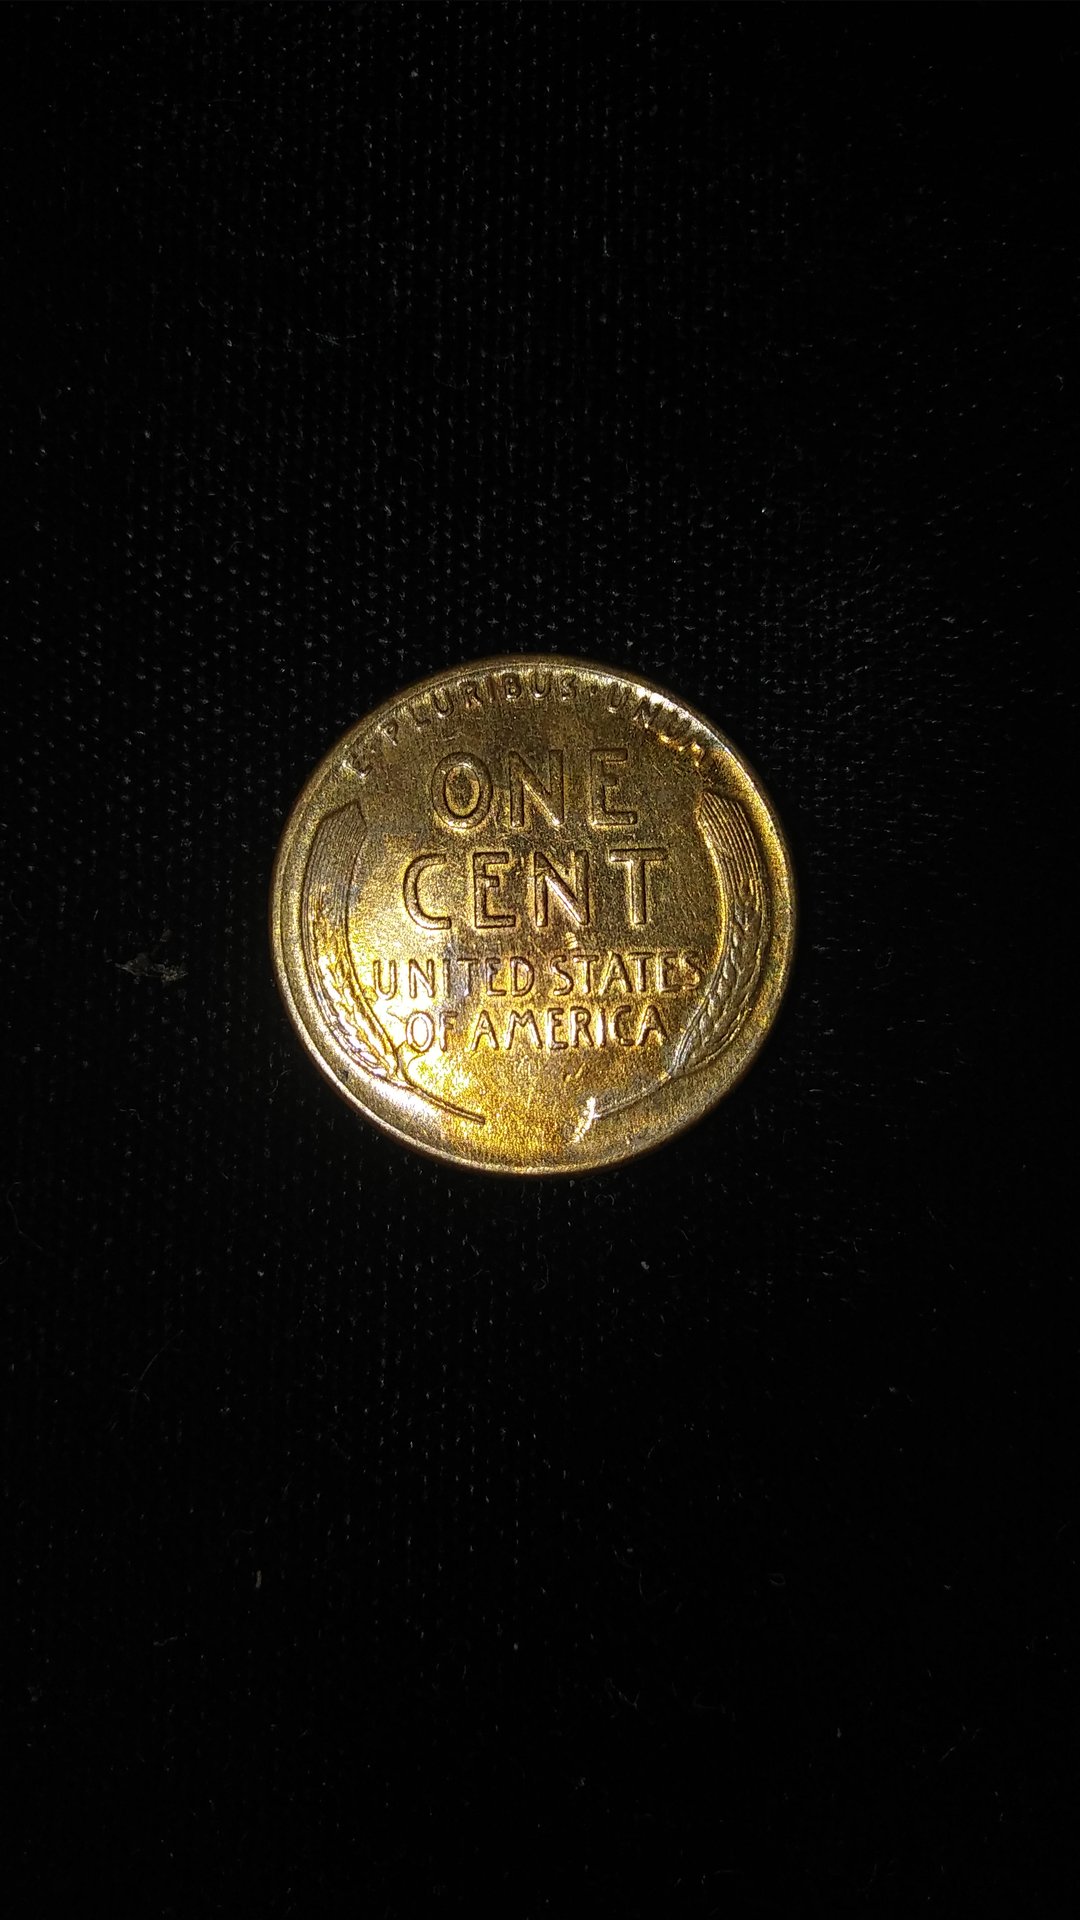 E·PLURIBUS·UNUM
ONE
CENT
UNITED STATES
OF AMERICA